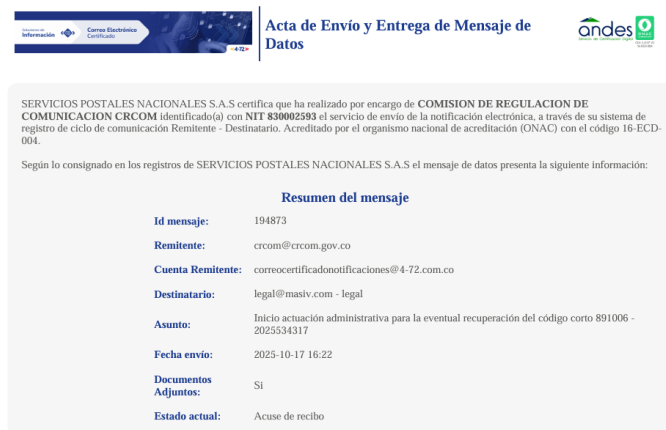 Información
Correo Electrónico
Certificado
4-72
Acta de Envío y Entrega de Mensaje de
Datos
andes
SERVICIOS POSTALES NACIONALES S.A.S certifica que ha realizado por encargo de COMISION DE REGULACION DE
COMUNICACION CRCOM identificado(a) con NIT 830002593 el servicio de envío de la notificación electrónica, a través de su sistema de
registro de ciclo de comunicación Remitente - Destinatario. Acreditado por el organismo nacional de acreditación (ONAC) con el código 16-ECD-
004.
Según lo consignado en los registros de SERVICIOS POSTALES NACIONALES S.A.S el mensaje de datos presenta la siguiente información:
Resumen del mensaje
Id mensaje: 194873
Remitente: crcom@crcom.gov.co
Cuenta Remitente: correocertificadonotificaciones@4-72.com.co
Destinatario: legal@masiv.com - legal
Asunto: Inicio actuación administrativa para la eventual recuperación del código corto 891006 -
2025534317
Fecha envío: 2025-10-17 16:22
Documentos
Adjuntos: Si
Estado actual: Acuse de recibo